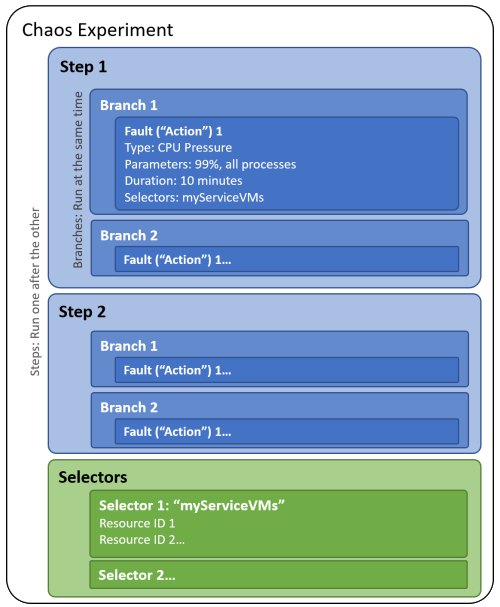 Chaos Experiment
Steps: Run one after the other
Step 1
Branches: Run at the same time
Branch 1
Fault (“Action”) 1
Type: CPU Pressure
Parameters: 99%, all processes
Duration: 10 minutes
Selectors: myServiceVMs
Branch 2
Fault (“Action”) 1…
Step 2
Branch 1
Fault (“Action”) 1…
Branch 2
Fault (“Action”) 1…
Selectors
Selector 1: “myServiceVMs”
Resource ID 1
Resource ID 2…
Selector 2…